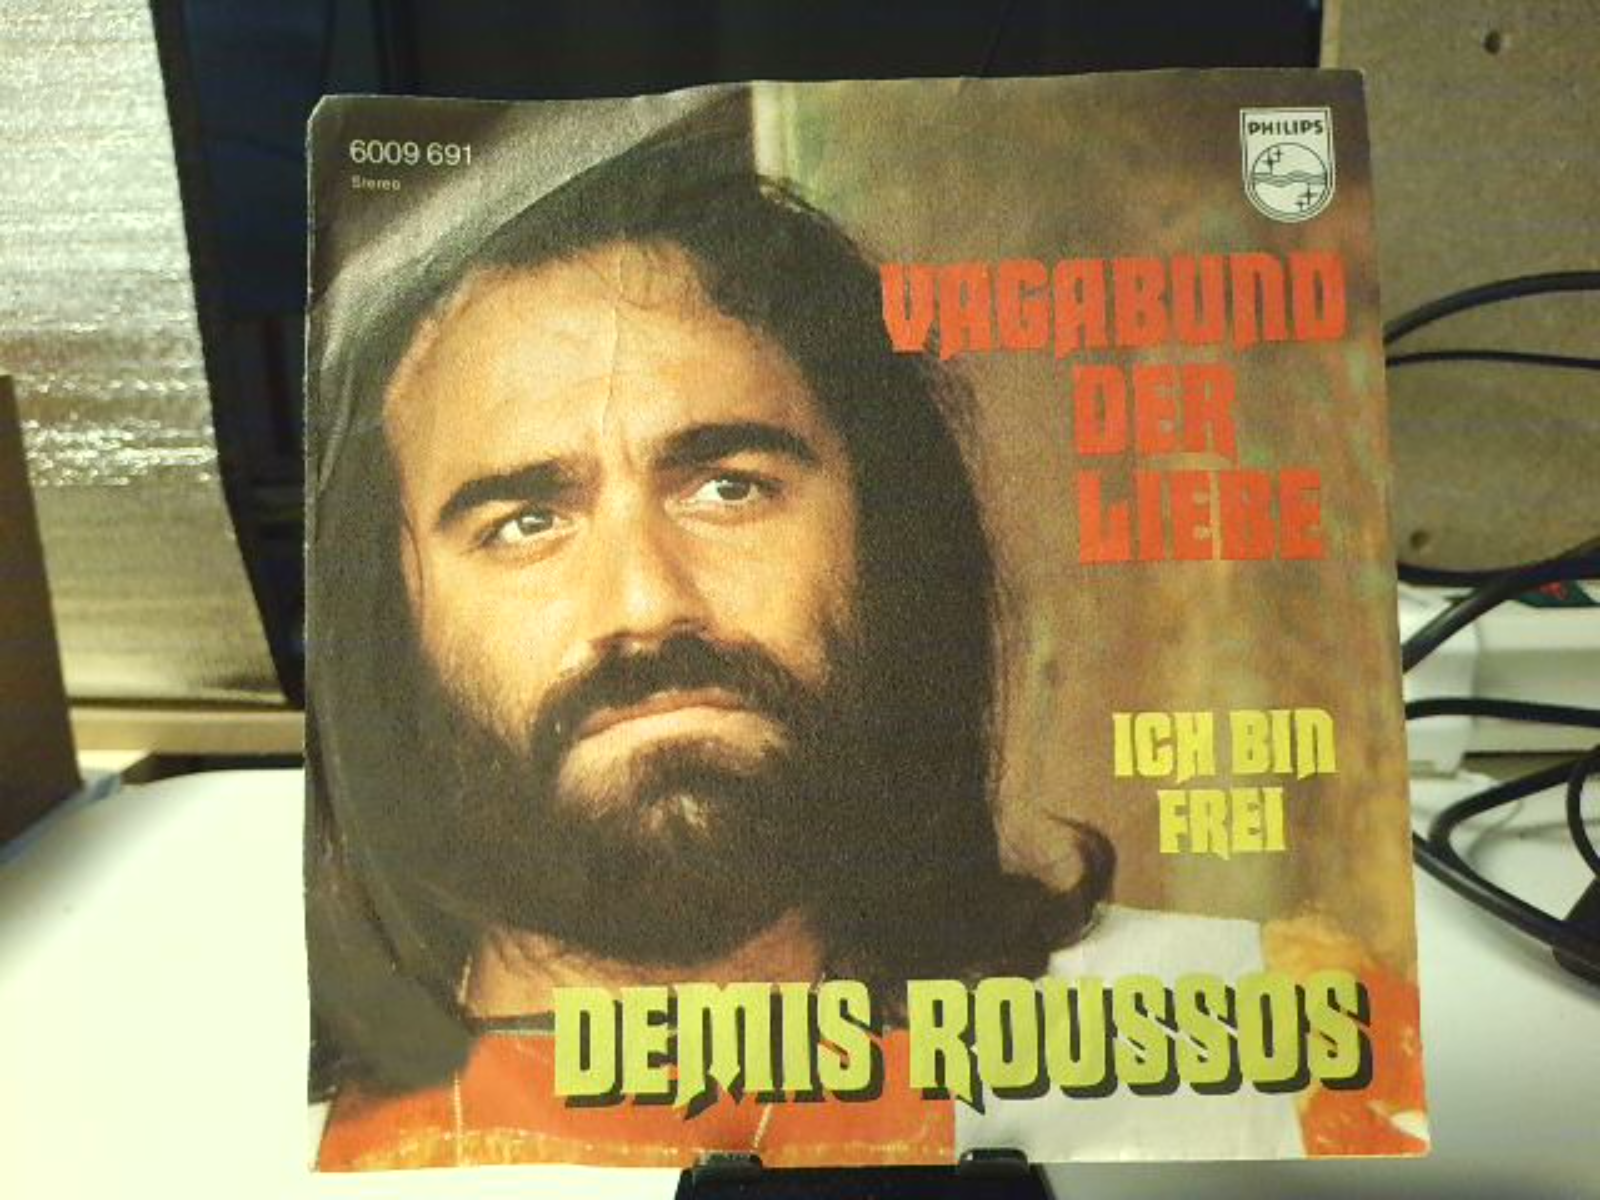 6009 691
Stereo
PHILIPS
VAGABUND
DER
LIEBE
ICH BIN
FREI
DEMIS ROUSSOS